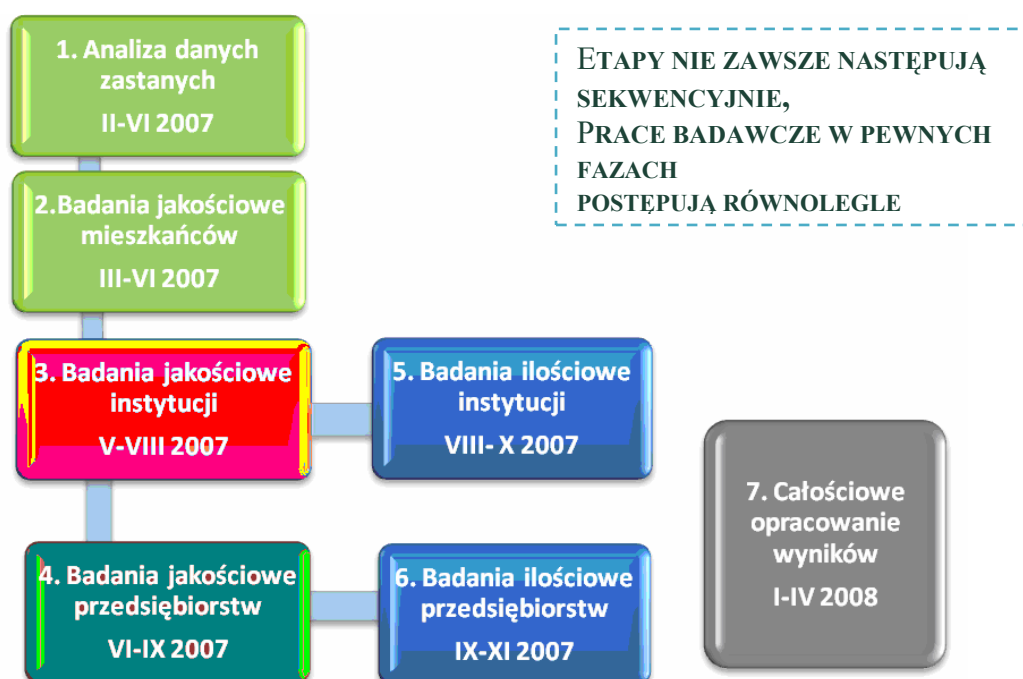 1. Analiza danych
zastanych
II-VI 2007
ETAPY NIE ZAWSZE NASTĘPUJĄ
SEKWENCYJNIE,
PRACE BADAWCZE W PEWNYCH
FAZACH
POSTĘPUJĄ RÓWNOLEGLE
2.Badania jakościowe
mieszkańców
III-VI 2007
3. Badania jakościowe
instytucji
V-VIII 2007
5. Badania ilościowe
instytucji
VIII- X 2007
4. Badania jakościowe
przedsiębiorstw
VI-IX 2007
6. Badania ilościowe
przedsiębiorstw
IX-XI 2007
7. Całościowe
opracowanie
wyników
I-IV 2008